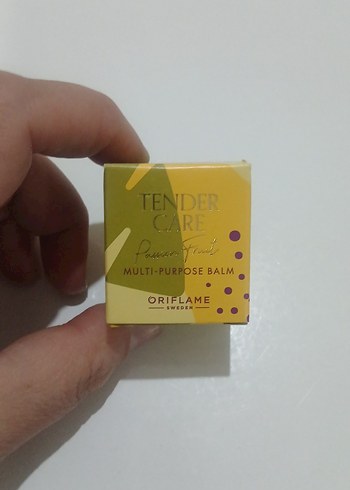 TENDER
CARE
Passion Fruit
MULTI-PURPOSE BALM
ORIFLAME
SWEDEN